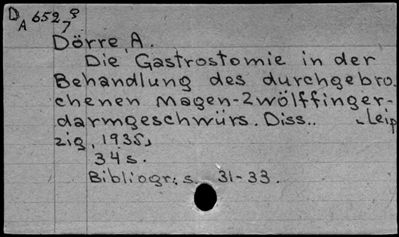 D
A 652,7 ♀
Dörre, A.
Die Gastrostomie in der
Behandlung des durchgebro-
chenen Magen-Zwölffinger-
darmgeschwürs. Diss.. Leip
zig, 1935,
34 s.
Bibliogr: s. 31-33.